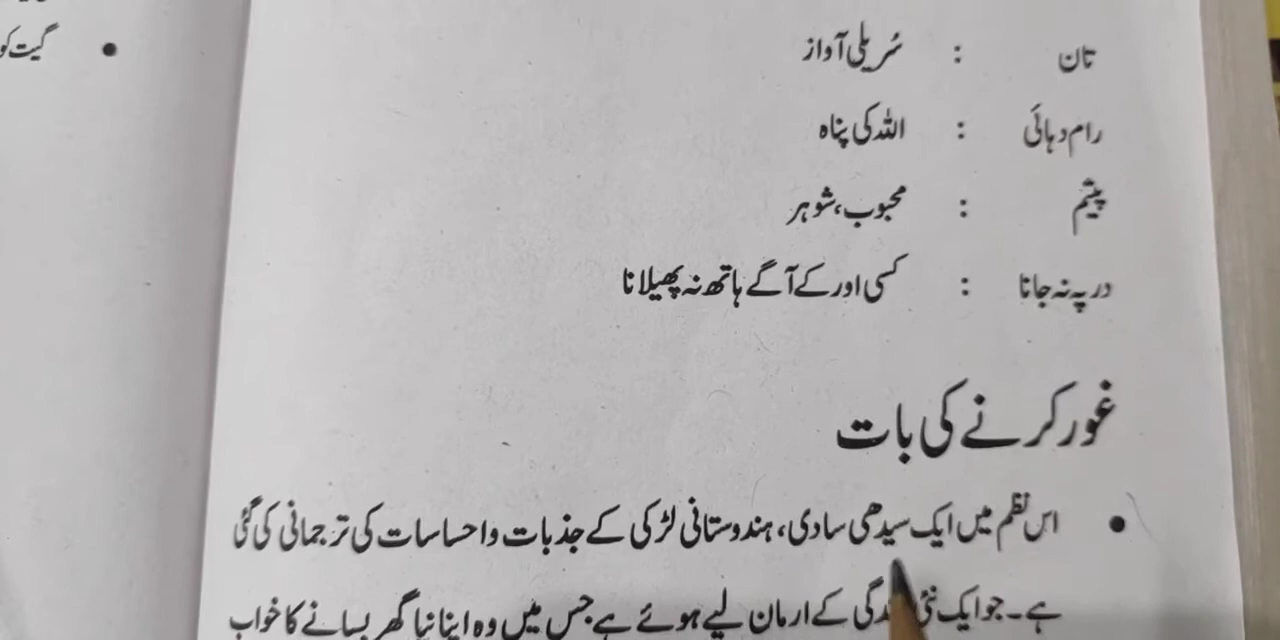 تان : سُریلی آواز
رام دہائی : اللہ کی پناہ
پیتم : محبوب، شوہر
در پہ نہ جانا : کسی اور کے آگے ہاتھ نہ پھیلانا
غور کرنے کی بات
• اس نظم میں ایک سیدھی سادی، ہندوستانی لڑکی کے جذبات و احساسات کی ترجمانی کی گئی
ہے۔ جو ایک نئی کے ارمان لیے ہوئے ہے جس میں وہ اپنا نیا گھر بسانے کا خواب
• گیت کو